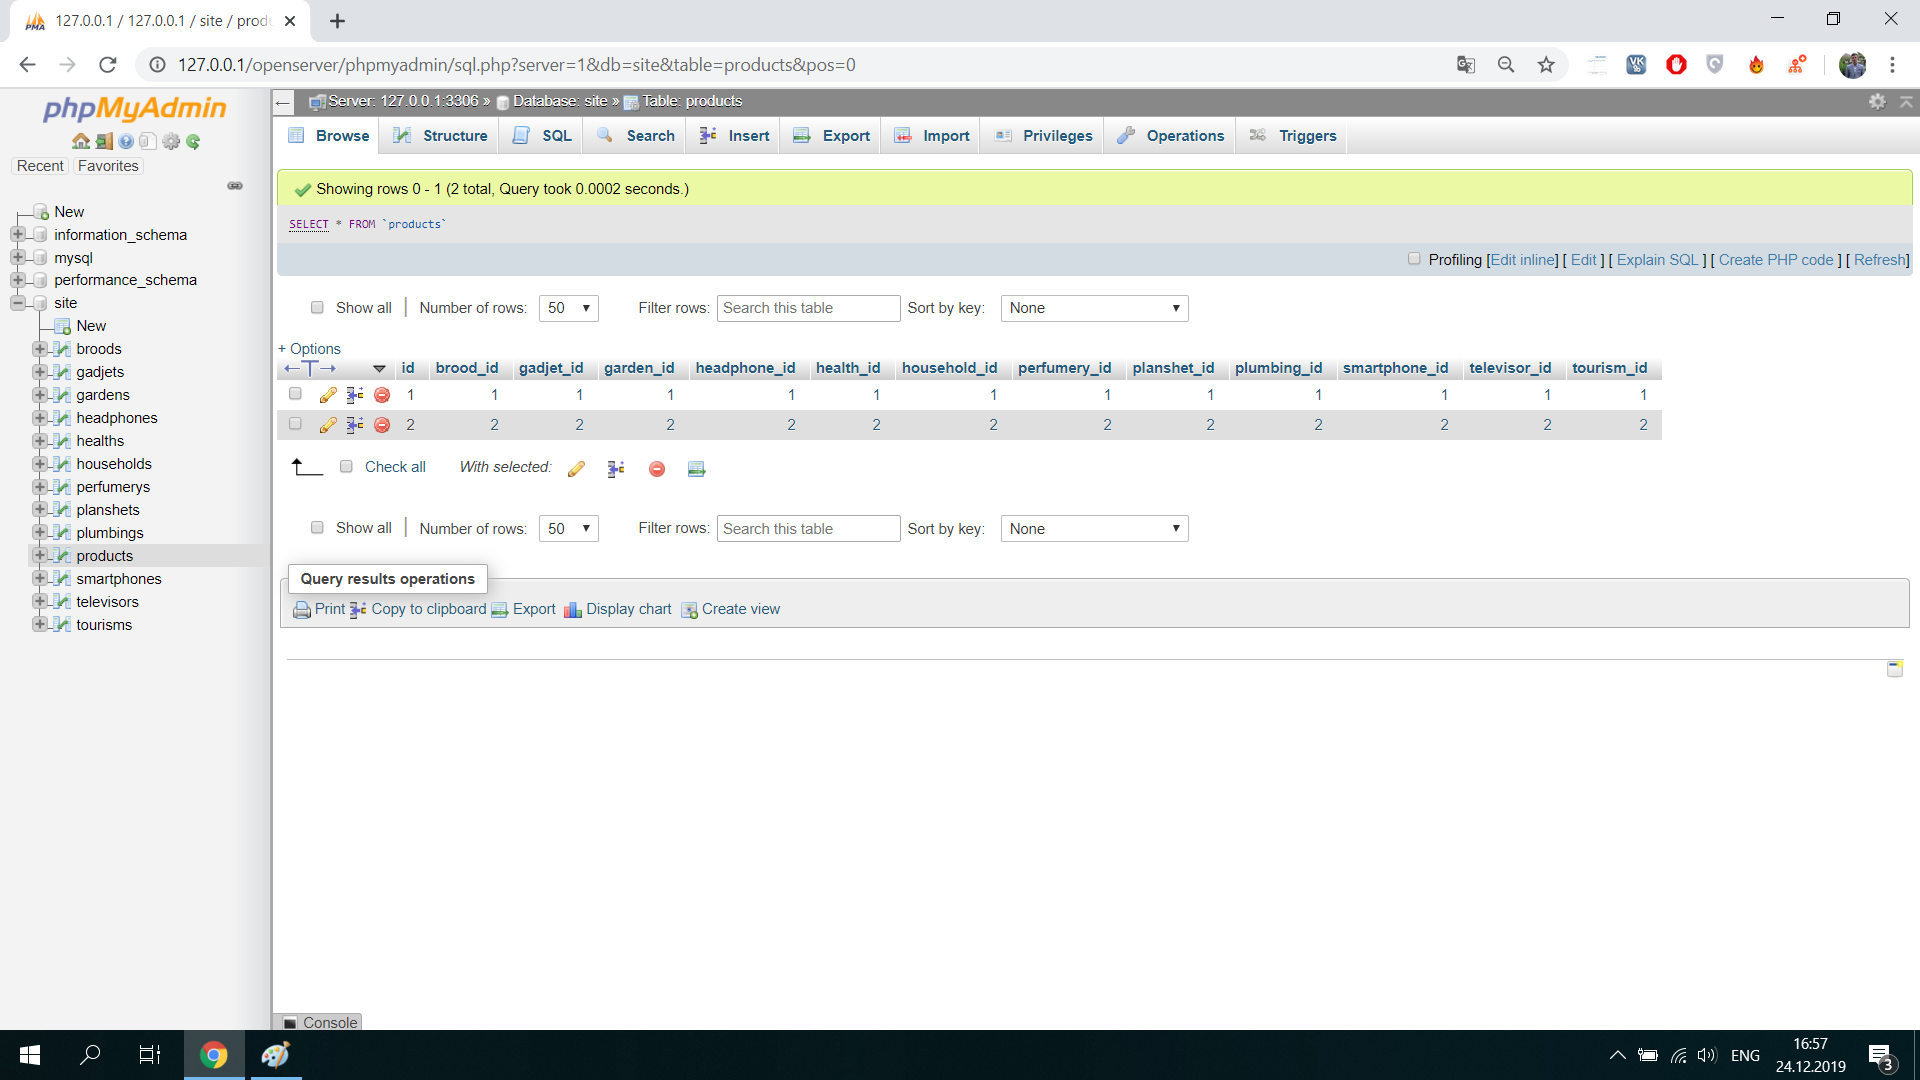 127.0.0.1 / 127.0.0.1 / site / produ
127.0.0.1/openserver/phpmyadmin/sql.php?server=1&db=site&table=products&pos=0
phpMyAdmin
Recent Favorites
New
information_schema
mysql
performance_schema
site
New
broods
gadjets
gardens
headphones
healths
households
perfumerys
planshets
plumbings
products
smartphones
televisors
tourisms
Server: 127.0.0.1:3306 » Database: site » Table: products
Browse Structure SQL Search Insert Export Import Privileges Operations Triggers
Showing rows 0 - 1 (2 total, Query took 0.0002 seconds.)
SELECT * FROM `products`
Profiling [Edit inline] [ Edit ] [ Explain SQL ] [ Create PHP code ] [ Refresh]
Show all | Number of rows: 50 Filter rows: Search this table Sort by key: None
+ Options
id brood_id gadjet_id garden_id headphone_id health_id household_id perfumery_id planshet_id plumbing_id smartphone_id televisor_id tourism_id
1 1 1 1 1 1 1 1 1 1 1 1 1
2 2 2 2 2 2 2 2 2 2 2 2 2
Check all With selected:
Show all | Number of rows: 50 Filter rows: Search this table Sort by key: None
Query results operations
Print Copy to clipboard Export Display chart Create view
Console
ENG
16:57
24.12.2019
3